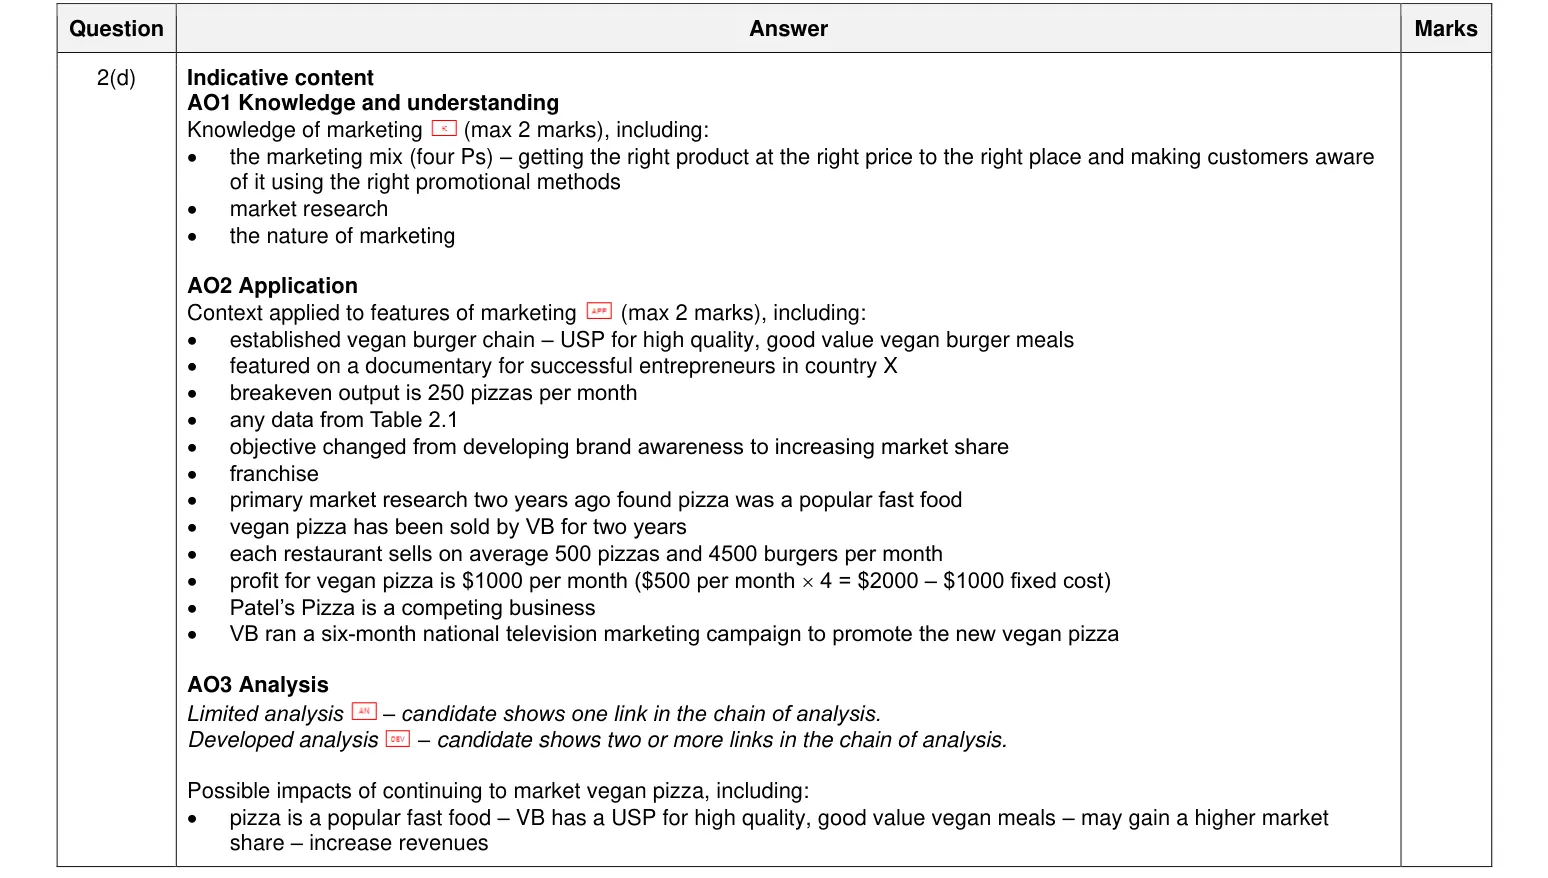 Question Answer Marks
2(d) Indicative content
AO1 Knowledge and understanding
Knowledge of marketing K (max 2 marks), including:
• the marketing mix (four Ps) – getting the right product at the right price to the right place and making customers aware
of it using the right promotional methods
• market research
• the nature of marketing
AO2 Application
Context applied to features of marketing APP (max 2 marks), including:
• established vegan burger chain – USP for high quality, good value vegan burger meals
• featured on a documentary for successful entrepreneurs in country X
• breakeven output is 250 pizzas per month
• any data from Table 2.1
• objective changed from developing brand awareness to increasing market share
• franchise
• primary market research two years ago found pizza was a popular fast food
• vegan pizza has been sold by VB for two years
• each restaurant sells on average 500 pizzas and 4500 burgers per month
• profit for vegan pizza is $1000 per month ($500 per month × 4 = $2000 – $1000 fixed cost)
• Patel’s Pizza is a competing business
• VB ran a six-month national television marketing campaign to promote the new vegan pizza
AO3 Analysis
Limited analysis AN – candidate shows one link in the chain of analysis.
Developed analysis DEV – candidate shows two or more links in the chain of analysis.
Possible impacts of continuing to market vegan pizza, including:
• pizza is a popular fast food – VB has a USP for high quality, good value vegan meals – may gain a higher market
share – increase revenues